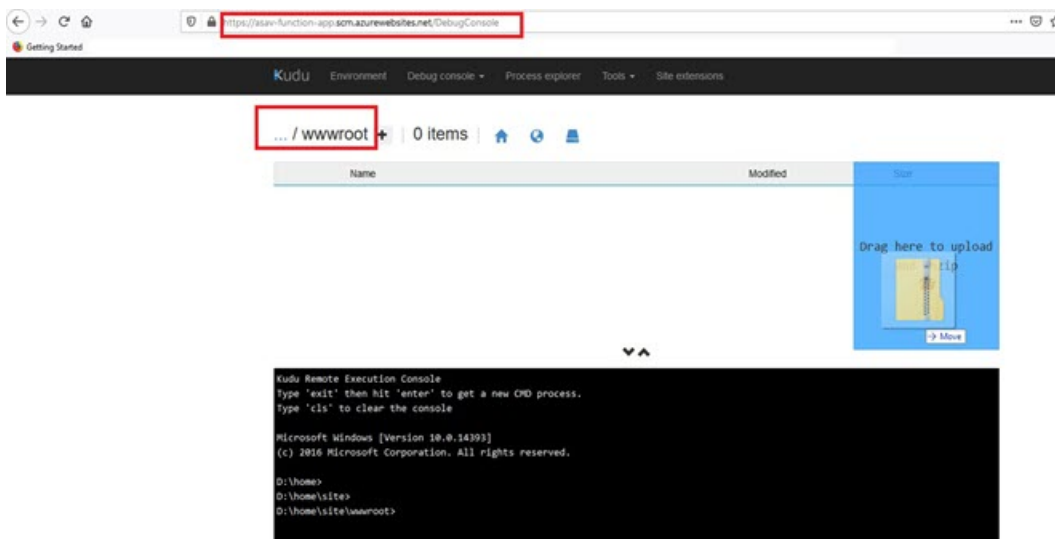 https://asav-function-app.scm.azurewebsites.net/DebugConsole
Getting Started
Kudu Environment Debug console Process explorer Tools Site extensions
... / wwwroot + 0 items
Name Modified Size
Drag here to upload
zip
Move
Kudu Remote Execution Console
Type 'exit' then hit 'enter' to get a new CMD process.
Type 'cls' to clear the console
Microsoft Windows [Version 10.0.14393]
(c) 2016 Microsoft Corporation. All rights reserved.
D:\home>
D:\home\site>
D:\home\site\wwwroot>